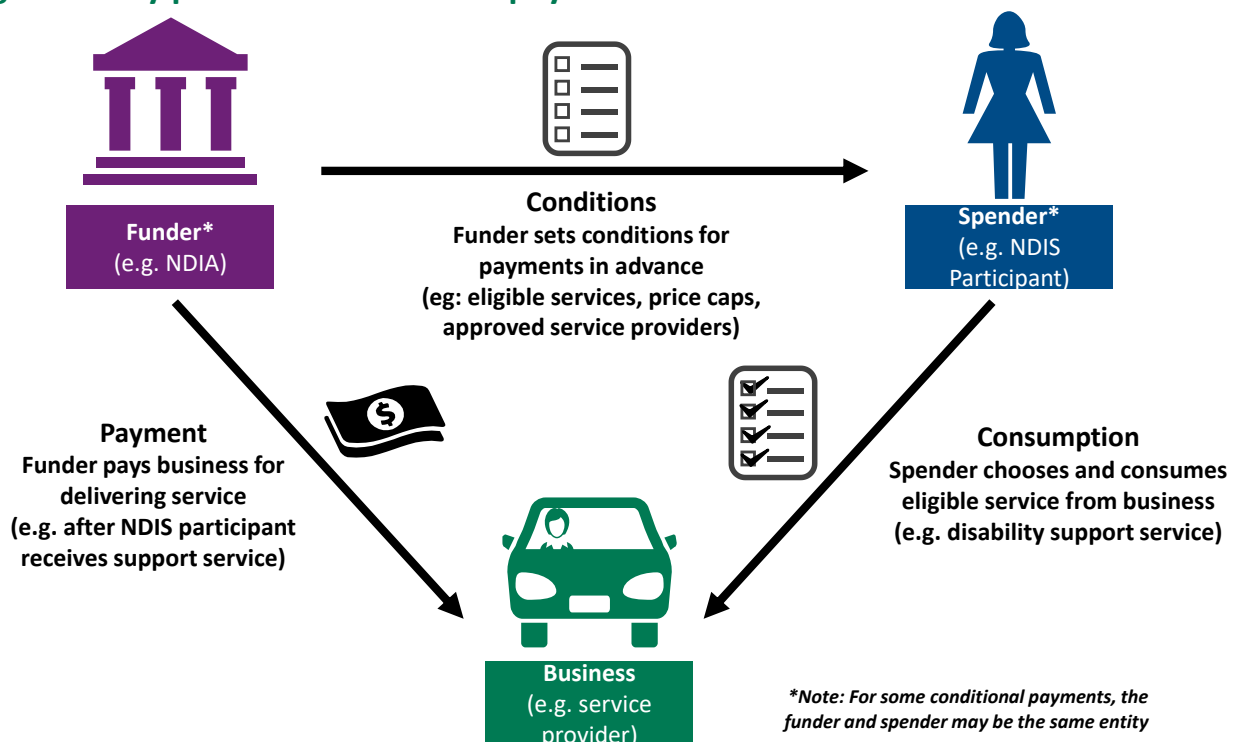 Conditions
Funder sets conditions for
payments in advance
(eg: eligible services, price caps,
approved service providers)
Funder*
(e.g. NDIA)
Spender*
(e.g. NDIS
Participant)
$
Payment
Funder pays business for
delivering service
(e.g. after NDIS participant
receives support service)
Consumption
Spender chooses and consumes
eligible service from business
(e.g. disability support service)
Business
(e.g. service
provider)
*Note: For some conditional payments, the
funder and spender may be the same entity